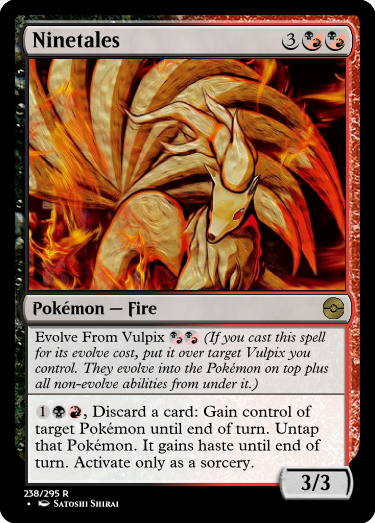 Ninetales 3
Pokémon — Fire
Evolve From Vulpix (If you cast this spell
for its evolve cost, put it over target Vulpix you
control. They evolve into the Pokémon on top plus
all non-evolve abilities from under it.)
1, Discard a card: Gain control of
target Pokémon until end of turn. Untap
that Pokémon. It gains haste until end of
turn. Activate only as a sorcery.
3/3
238/295 R
• Satoshi Shirai